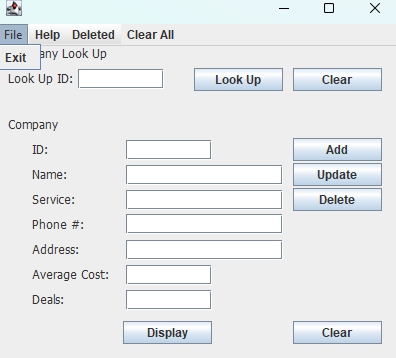 File Help Deleted Clear All
Exit any Look Up
Look Up ID: Look Up Clear
Company
ID: Add
Name: Update
Service: Delete
Phone #:
Address:
Average Cost:
Deals:
Display Clear